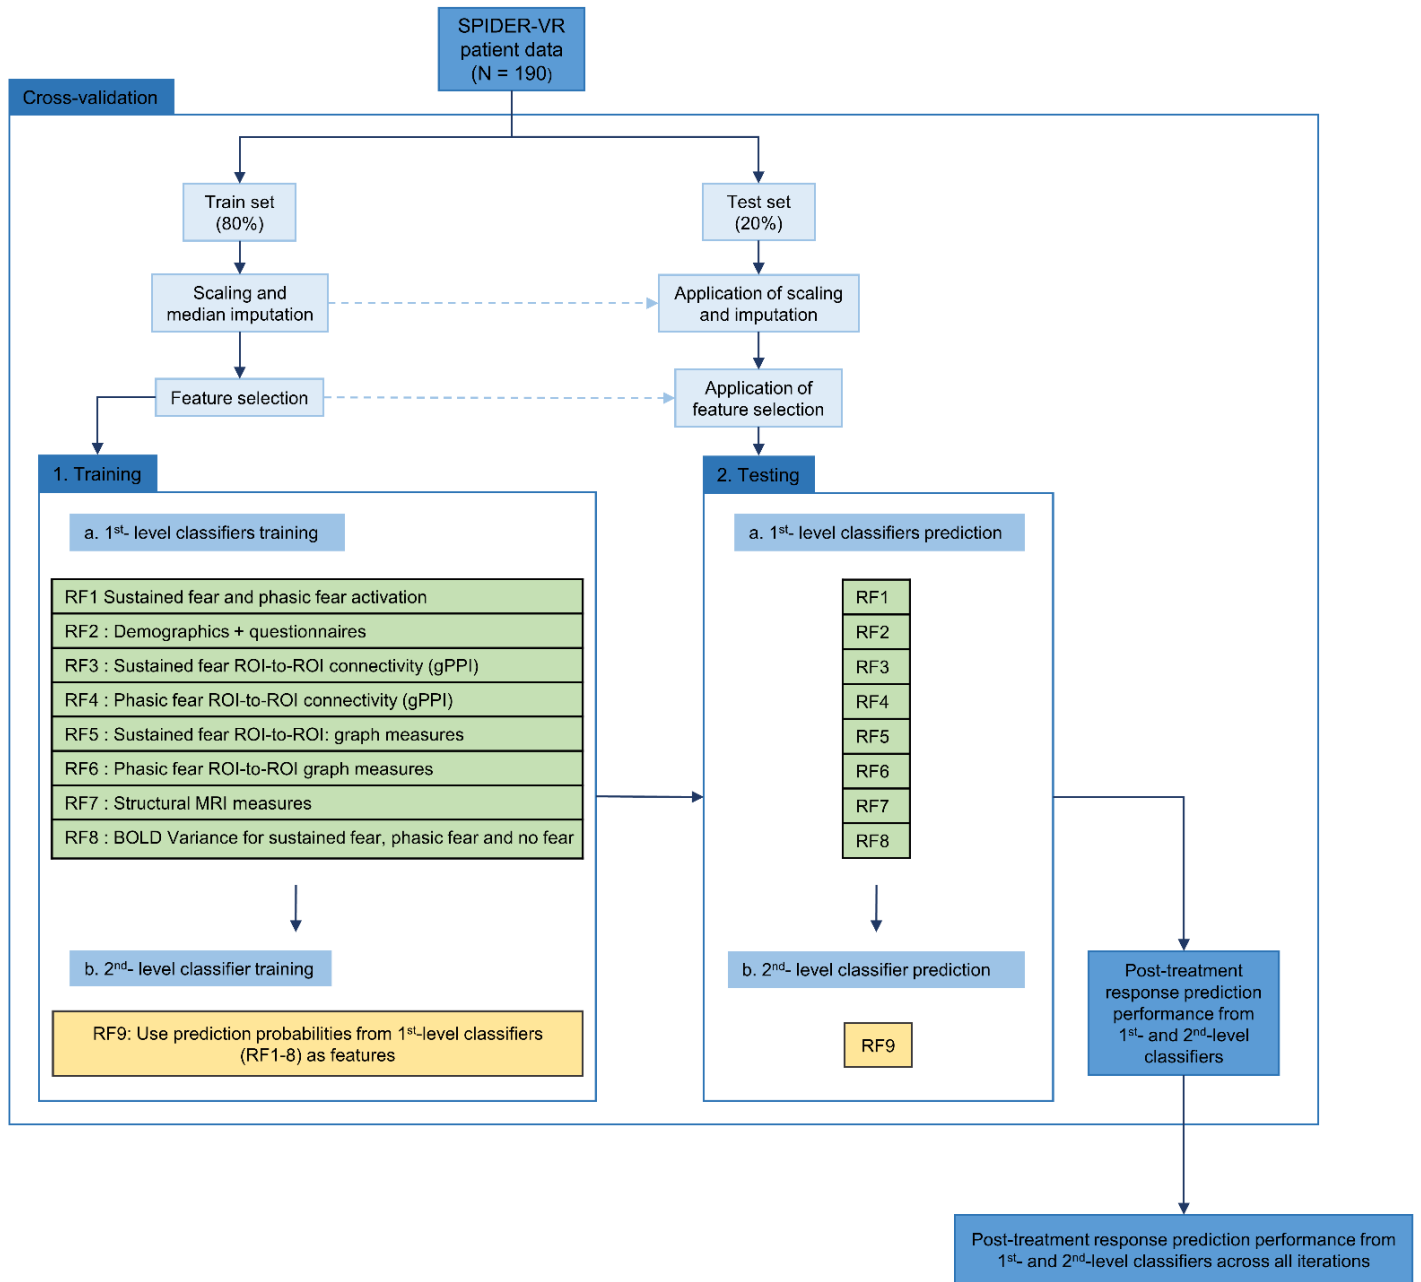 SPIDER-VR
patient data
(N = 190)
Cross-validation
Train set
(80%)
Test set
(20%)
Scaling and
median imputation
Application of scaling
and imputation
Feature selection
Application of
feature selection
1. Training
a. 1st- level classifiers training
RF1 Sustained fear and phasic fear activation
RF2 : Demographics + questionnaires
RF3 : Sustained fear ROI-to-ROI connectivity (gPPI)
RF4 : Phasic fear ROI-to-ROI connectivity (gPPI)
RF5 : Sustained fear ROI-to-ROI: graph measures
RF6 : Phasic fear ROI-to-ROI graph measures
RF7 : Structural MRI measures
RF8 : BOLD Variance for sustained fear, phasic fear and no fear
b. 2nd- level classifier training
RF9: Use prediction probabilities from 1st-level classifiers
(RF1-8) as features
2. Testing
a. 1st- level classifiers prediction
RF1
RF2
RF3
RF4
RF5
RF6
RF7
RF8
b. 2nd- level classifier prediction
RF9
Post-treatment
response prediction
performance from
1st- and 2nd-level
classifiers
Post-treatment response prediction performance from
1st- and 2nd-level classifiers across all iterations